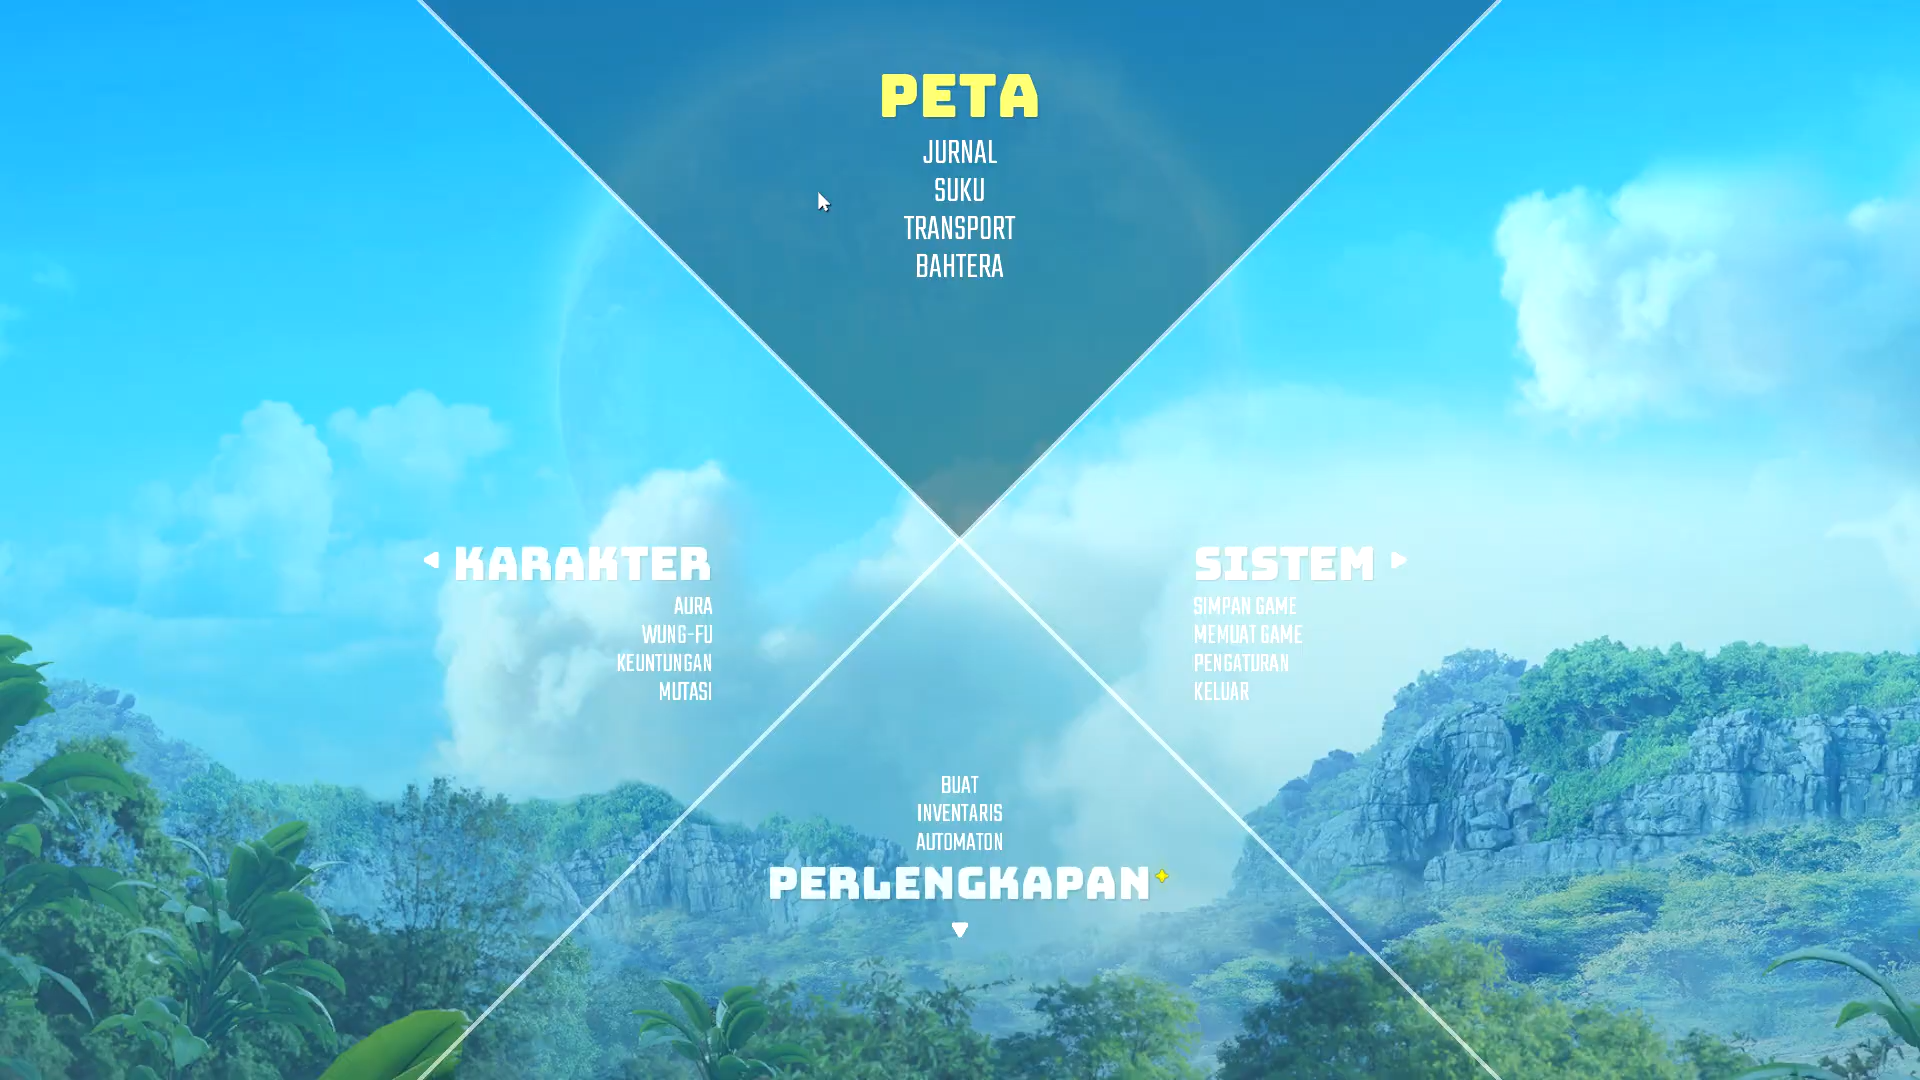 PETA
JURNAL
SUKU
TRANSPORT
BAHTERA
KARAKTER
AURA
WUNG-FU
KEUNTUNGAN
MUTASI
SISTEM
SIMPAN GAME
MEMUAT GAME
PENGATURAN
KELUAR
BUAT
INVENTARIS
AUTOMATON
PERLENGKAPAN